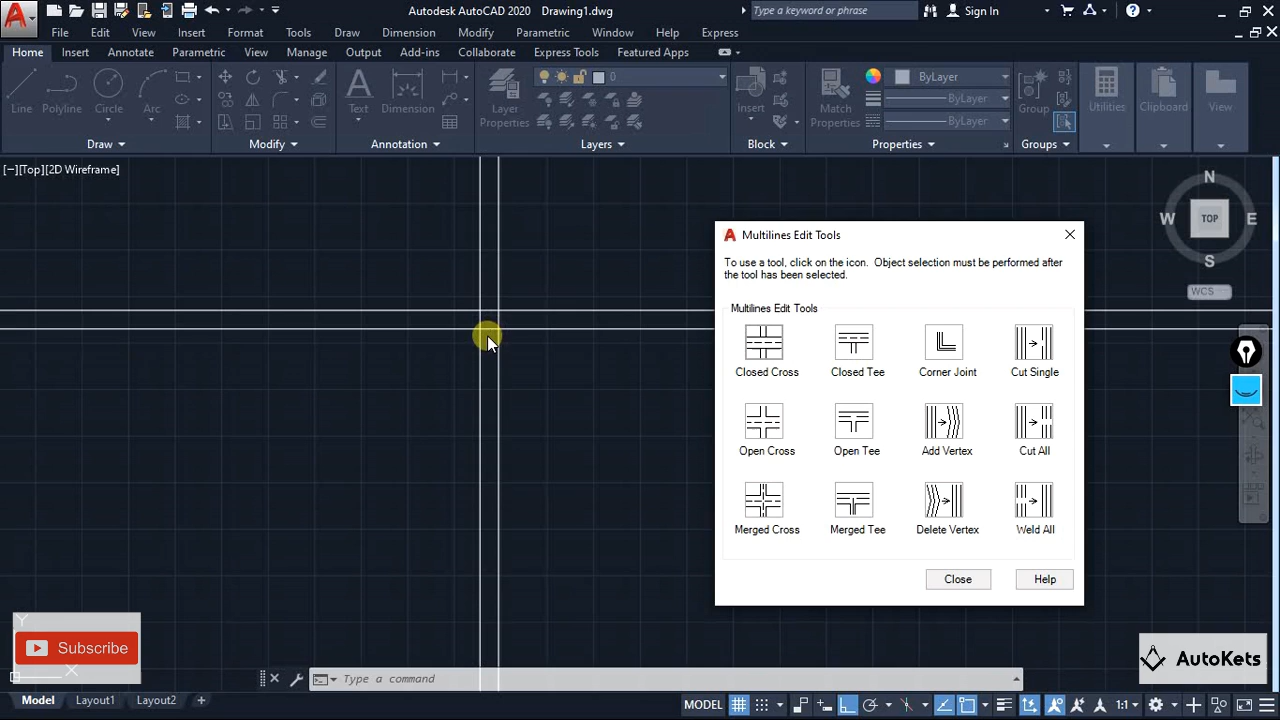 Autodesk AutoCAD 2020 Drawing1.dwg
Type a keyword or phrase
Sign In
File Edit View Insert Format Tools Draw Dimension Modify Parametric Window Help Express
Home Insert Annotate Parametric View Manage Output Add-ins Collaborate Express Tools Featured Apps
Line Polyline Circle Arc Text Dimension Layer Properties 0 Insert Match Properties ByLayer Group Utilities Clipboard View
ByLayer
ByLayer
Draw Modify Annotation Layers Block Properties Groups
[−][Top][2D Wireframe]
N
W TOP E
S
WCS
Multilines Edit Tools
To use a tool, click on the icon. Object selection must be performed after
the tool has been selected.
Multilines Edit Tools
Closed Cross Closed Tee Corner Joint Cut Single
Open Cross Open Tee Add Vertex Cut All
Merged Cross Merged Tee Delete Vertex Weld All
Close Help
Y
Subscribe
X
AutoKets
Type a command
Model Layout1 Layout2 +
MODEL 1:1